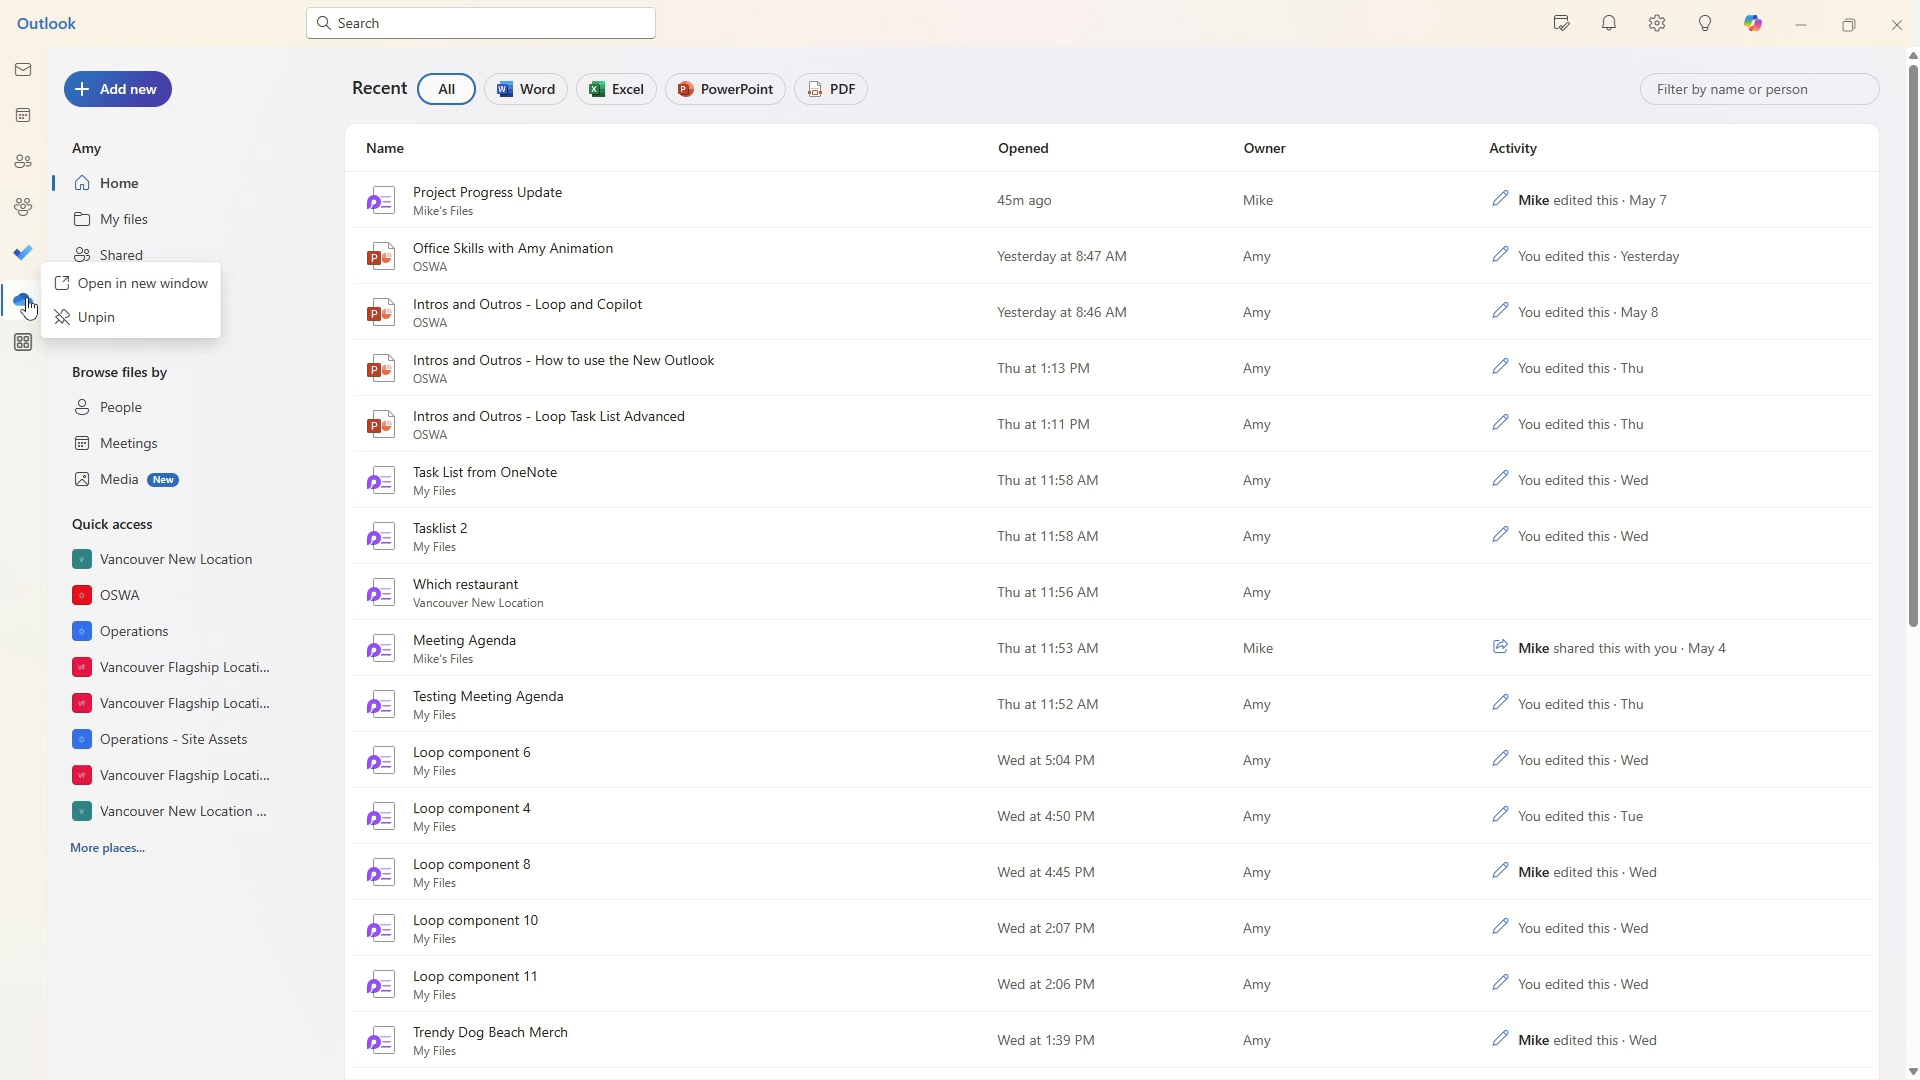 Outlook
Search
Add new
Recent All Word Excel PowerPoint PDF
Filter by name or person
Amy
Home
My files
Shared
Open in new window
Unpin
Browse files by
People
Meetings
Media New
Quick access
Vancouver New Location
OSWA
Operations
Vancouver Flagship Locati...
Vancouver Flagship Locati...
Operations - Site Assets
Vancouver Flagship Locati...
Vancouver New Location ...
More places...
Name Opened Owner Activity
Project Progress Update
Mike's Files
45m ago Mike Mike edited this · May 7
Office Skills with Amy Animation
OSWA
Yesterday at 8:47 AM You edited this · Yesterday
Intros and Outros - Loop and Copilot
OSWA
Yesterday at 8:46 AM Amy You edited this · May 8
Intros and Outros - How to use the New Outlook
OSWA
Thu at 1:13 PM Amy You edited this · Thu
Intros and Outros - Loop Task List Advanced
OSWA
Thu at 1:11 PM Amy You edited this · Thu
Task List from OneNote
My Files
Thu at 11:58 AM Amy You edited this · Wed
Tasklist 2
My Files
Thu at 11:58 AM Amy You edited this · Wed
Which restaurant
Vancouver New Location
Thu at 11:56 AM Amy
Meeting Agenda
Mike's Files
Thu at 11:53 AM Mike Mike shared this with you · May 4
Testing Meeting Agenda
My Files
Thu at 11:52 AM Amy You edited this · Thu
Loop component 6
My Files
Wed at 5:04 PM Amy You edited this · Wed
Loop component 4
My Files
Wed at 4:50 PM Amy You edited this · Tue
Loop component 8
My Files
Wed at 4:45 PM Amy Mike edited this · Wed
Loop component 10
My Files
Wed at 2:07 PM Amy You edited this · Wed
Loop component 11
My Files
Wed at 2:06 PM Amy You edited this · Wed
Trendy Dog Beach Merch
My Files
Wed at 1:39 PM Amy Mike edited this · Wed